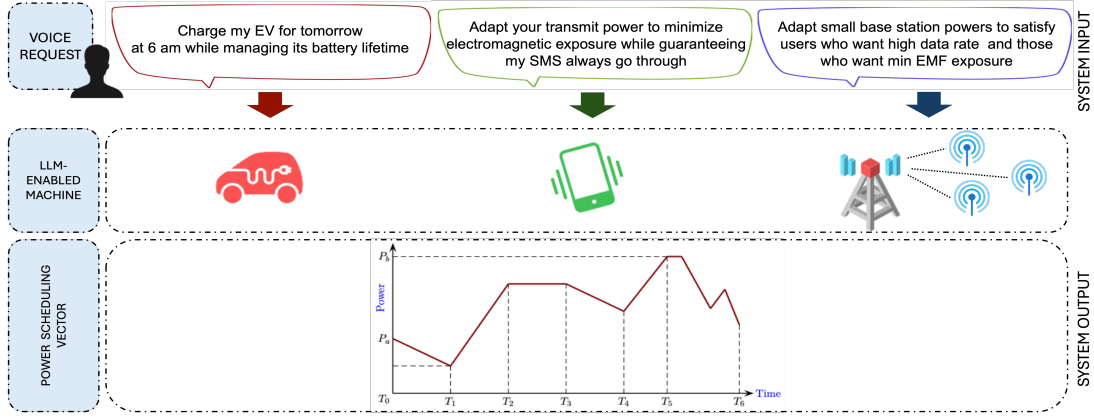 VOICE
REQUEST
Charge my EV for tomorrow
at 6 am while managing its battery lifetime
Adapt your transmit power to minimize
electromagnetic exposure while guaranteeing
my SMS always go through
Adapt small base station powers to satisfy
users who want high data rate and those
who want min EMF exposure
SYSTEM INPUT
LLM-
ENABLED
MACHINE
POWER SCHEDULING
VECTOR
P_b
Power
P_a
T_0
T_1
T_2
T_3
T_4
T_5
T_6
Time
SYSTEM OUTPUT